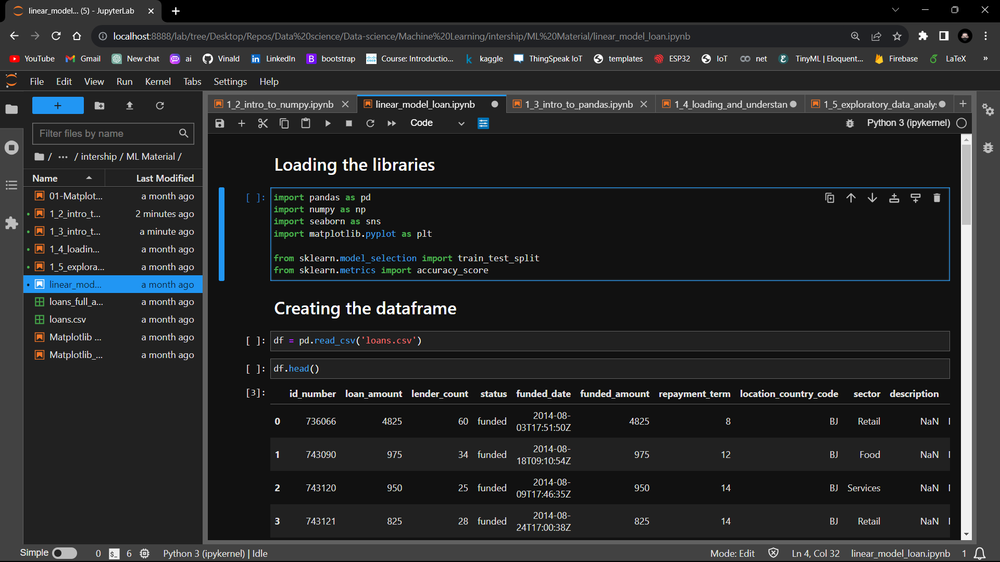 linear_model... (5) - JupyterLab
localhost:8888/lab/tree/Desktop/Repos/Data%20science/Data-science/Machine%20Learning/intership/ML%20Material/linear_model_loan.ipynb
YouTube Gmail New chat ai Vinald LinkedIn bootstrap Course: Introductio... kaggle ThingSpeak IoT templates ESP32 IoT net TinyML | Eloquent... Firebase LaTeX »
File Edit View Run Kernel Tabs Settings Help
1_2_intro_to_numpy.ipynb linear_model_loan.ipynb 1_3_intro_to_pandas.ipynb 1_4_loading_and_understan 1_5_exploratory_data_analy
Code Python 3 (ipykernel)
Filter files by name
/ ... / intership / ML Material /
Name Last Modified
01-Matplot... a month ago
1_2_intro_t... 2 minutes ago
1_3_intro_t... a minute ago
1_4_loadin... a month ago
1_5_explora... a month ago
linear_mod... a month ago
loans_full_a... a month ago
loans.csv a month ago
Matplotlib ... a month ago
Matplotlib_... a month ago
Loading the libraries
[ ]: import pandas as pd
import numpy as np
import seaborn as sns
import matplotlib.pyplot as plt
from sklearn.model_selection import train_test_split
from sklearn.metrics import accuracy_score
Creating the dataframe
[ ]: df = pd.read_csv('loans.csv')
[ ]: df.head()
[3]: id_number loan_amount lender_count status funded_date funded_amount repayment_term location_country_code sector description
0 736066 4825 60 funded 2014-08-03T17:51:50Z 4825 8 BJ Retail NaN
1 743090 975 34 funded 2014-08-18T09:10:54Z 975 12 BJ Food NaN
2 743120 950 25 funded 2014-08-09T17:46:35Z 950 14 BJ Services NaN
3 743121 825 28 funded 2014-08-24T17:00:38Z 825 14 BJ Retail NaN
Simple 0 $_ 6 Python 3 (ipykernel) | Idle Mode: Edit Ln 4, Col 32 linear_model_loan.ipynb 1